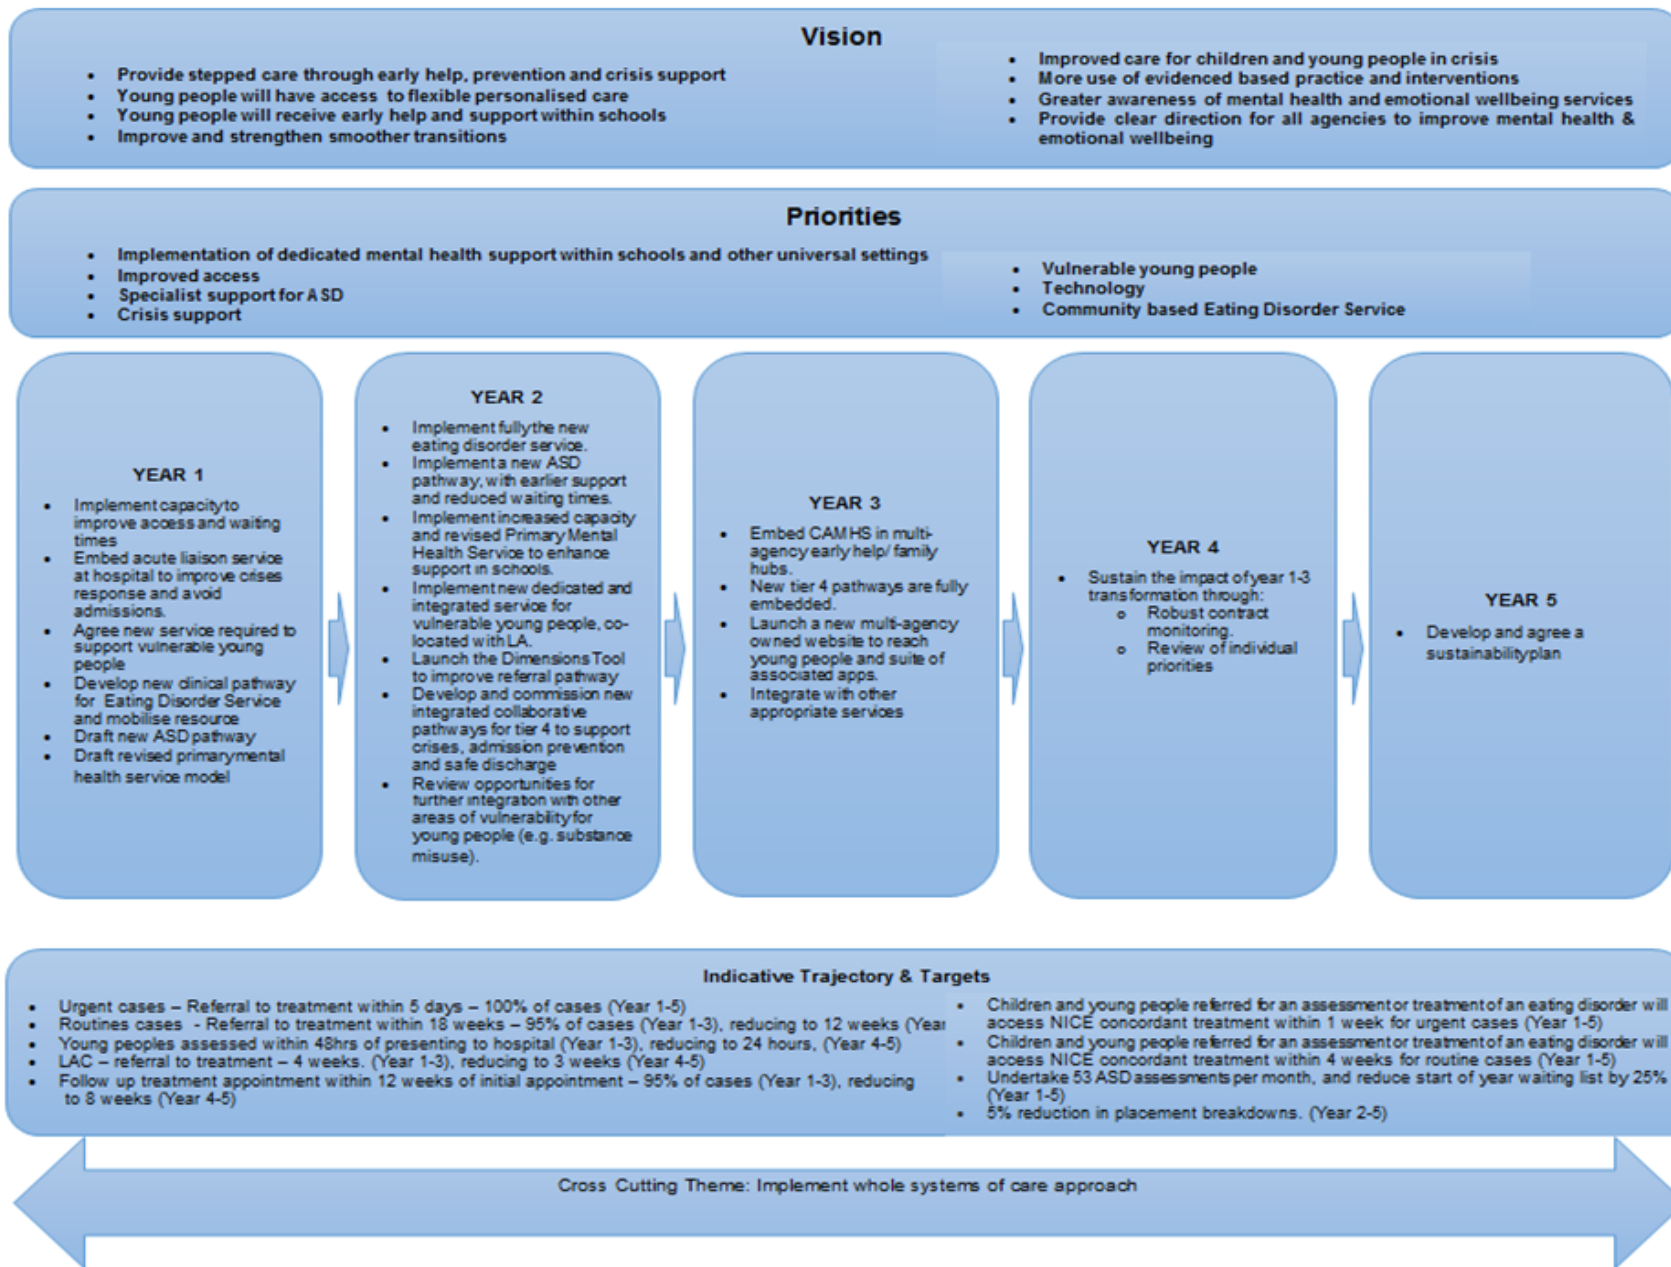 Vision
• Provide stepped care through early help, prevention and crisis support
• Young people will have access to flexible personalised care
• Young people will receive early help and support within schools
• Improve and strengthen smoother transitions
• Improved care for children and young people in crisis
• More use of evidenced based practice and interventions
• Greater awareness of mental health and emotional wellbeing services
• Provide clear direction for all agencies to improve mental health &
emotional wellbeing
Priorities
• Implementation of dedicated mental health support within schools and other universal settings
• Improved access
• Specialist support for ASD
• Crisis support
• Vulnerable young people
• Technology
• Community based Eating Disorder Service
YEAR 1
• Implement capacity to
improve access and waiting
times
• Embed acute liaison service
at hospital to improve crises
response and avoid
admissions.
• Agree new service required to
support vulnerable young
people
• Develop new clinical pathway
for Eating Disorder Service
and mobilise resource
• Draft new ASD pathway
• Draft revised primary mental
health service model
YEAR 2
• Implement fully the new
eating disorder service.
• Implement a new ASD
pathway, with earlier support
and reduced waiting times.
• Implement increased capacity
and revised Primary Mental
Health Service to enhance
support in schools.
• Implement new dedicated and
integrated service for
vulnerable young people, co-
located with LA.
• Launch the Dimensions Tool
to improve referral pathway
• Develop and commission new
integrated collaborative
pathways for tier 4 to support
crises, admission prevention
and safe discharge
• Review opportunities for
further integration with other
areas of vulnerability for
young people (e.g. substance
misuse).
YEAR 3
• Embed CAMHS in multi-
agency early help/ family
hubs.
• New tier 4 pathways are fully
embedded.
• Launch a new multi-agency
owned website to reach
young people and suite of
associated apps.
• Integrate with other
appropriate services
YEAR 4
• Sustain the impact of year 1-3
transformation through:
o Robust contract
monitoring.
o Review of individual
priorities
YEAR 5
• Develop and agree a
sustainability plan
Indicative Trajectory & Targets
• Urgent cases – Referral to treatment within 5 days – 100% of cases (Year 1-5)
• Routines cases - Referral to treatment within 18 weeks – 95% of cases (Year 1-3), reducing to 12 weeks (Year
• Young peoples assessed within 48hrs of presenting to hospital (Year 1-3), reducing to 24 hours, (Year 4-5)
• LAC – referral to treatment – 4 weeks. (Year 1-3), reducing to 3 weeks (Year 4-5)
• Follow up treatment appointment within 12 weeks of initial appointment – 95% of cases (Year 1-3), reducing
to 8 weeks (Year 4-5)
• Children and young people referred for an assessment or treatment of an eating disorder will
access NICE concordant treatment within 1 week for urgent cases (Year 1-5)
• Children and young people referred for an assessment or treatment of an eating disorder will
access NICE concordant treatment within 4 weeks for routine cases (Year 1-5)
• Undertake 53 ASD assessments per month, and reduce start of year waiting list by 25%
(Year 1-5)
• 5% reduction in placement breakdowns. (Year 2-5)
Cross Cutting Theme: Implement whole systems of care approach